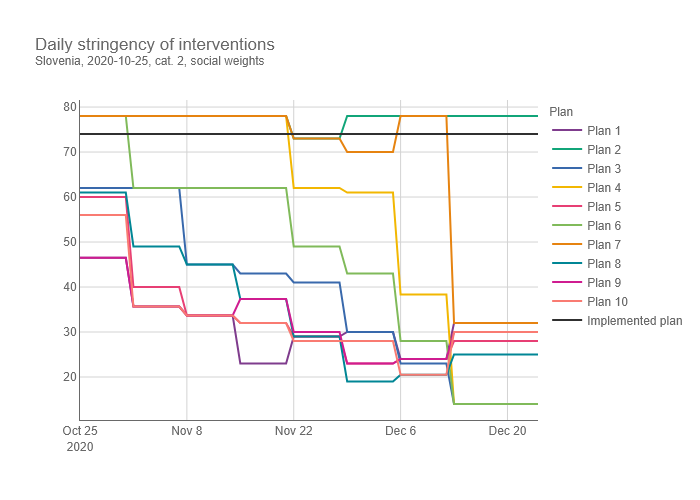 Daily stringency of interventions
Slovenia, 2020-10-25, cat. 2, social weights
80
70
60
50
40
30
20
Oct 25
2020
Nov 8
Nov 22
Dec 6
Dec 20
Plan
Plan 1
Plan 2
Plan 3
Plan 4
Plan 5
Plan 6
Plan 7
Plan 8
Plan 9
Plan 10
Implemented plan